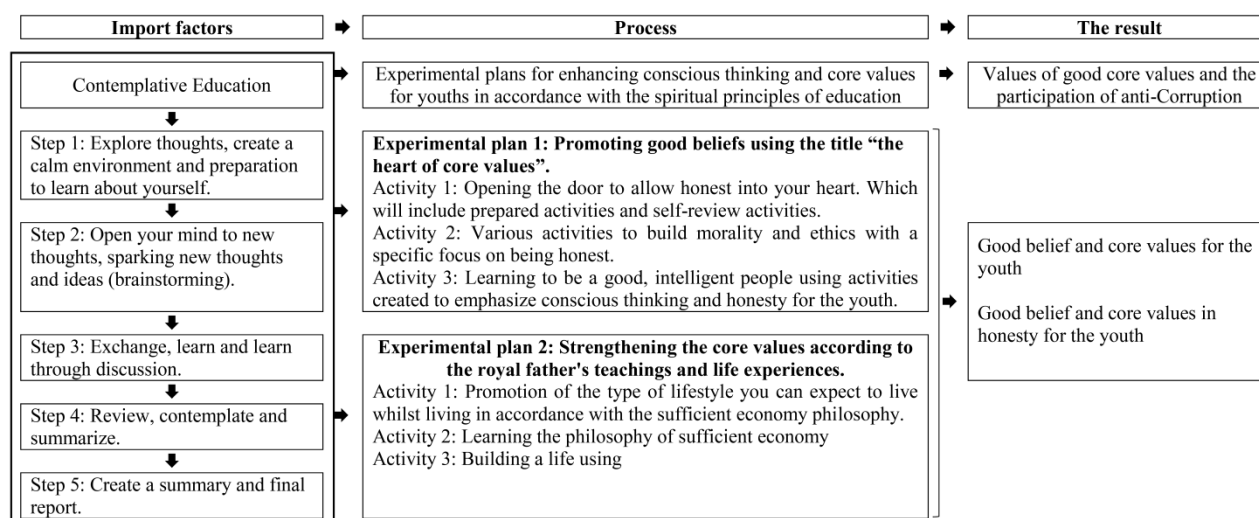 Import factors
Process
The result
Contemplative Education
Experimental plans for enhancing conscious thinking and core values
for youths in accordance with the spiritual principles of education
Values of good core values and the
participation of anti-Corruption
Step 1: Explore thoughts, create a
calm environment and preparation
to learn about yourself.
Step 2: Open your mind to new
thoughts, sparking new thoughts
and ideas (brainstorming).
Step 3: Exchange, learn and learn
through discussion.
Step 4: Review, contemplate and
summarize.
Step 5: Create a summary and final
report.
Experimental plan 1: Promoting good beliefs using the title “the
heart of core values”.
Activity 1: Opening the door to allow honest into your heart. Which
will include prepared activities and self-review activities.
Activity 2: Various activities to build morality and ethics with a
specific focus on being honest.
Activity 3: Learning to be a good, intelligent people using activities
created to emphasize conscious thinking and honesty for the youth.
Experimental plan 2: Strengthening the core values according to
the royal father's teachings and life experiences.
Activity 1: Promotion of the type of lifestyle you can expect to live
whilst living in accordance with the sufficient economy philosophy.
Activity 2: Learning the philosophy of sufficient economy
Activity 3: Building a life using
Good belief and core values for the
youth
Good belief and core values in
honesty for the youth